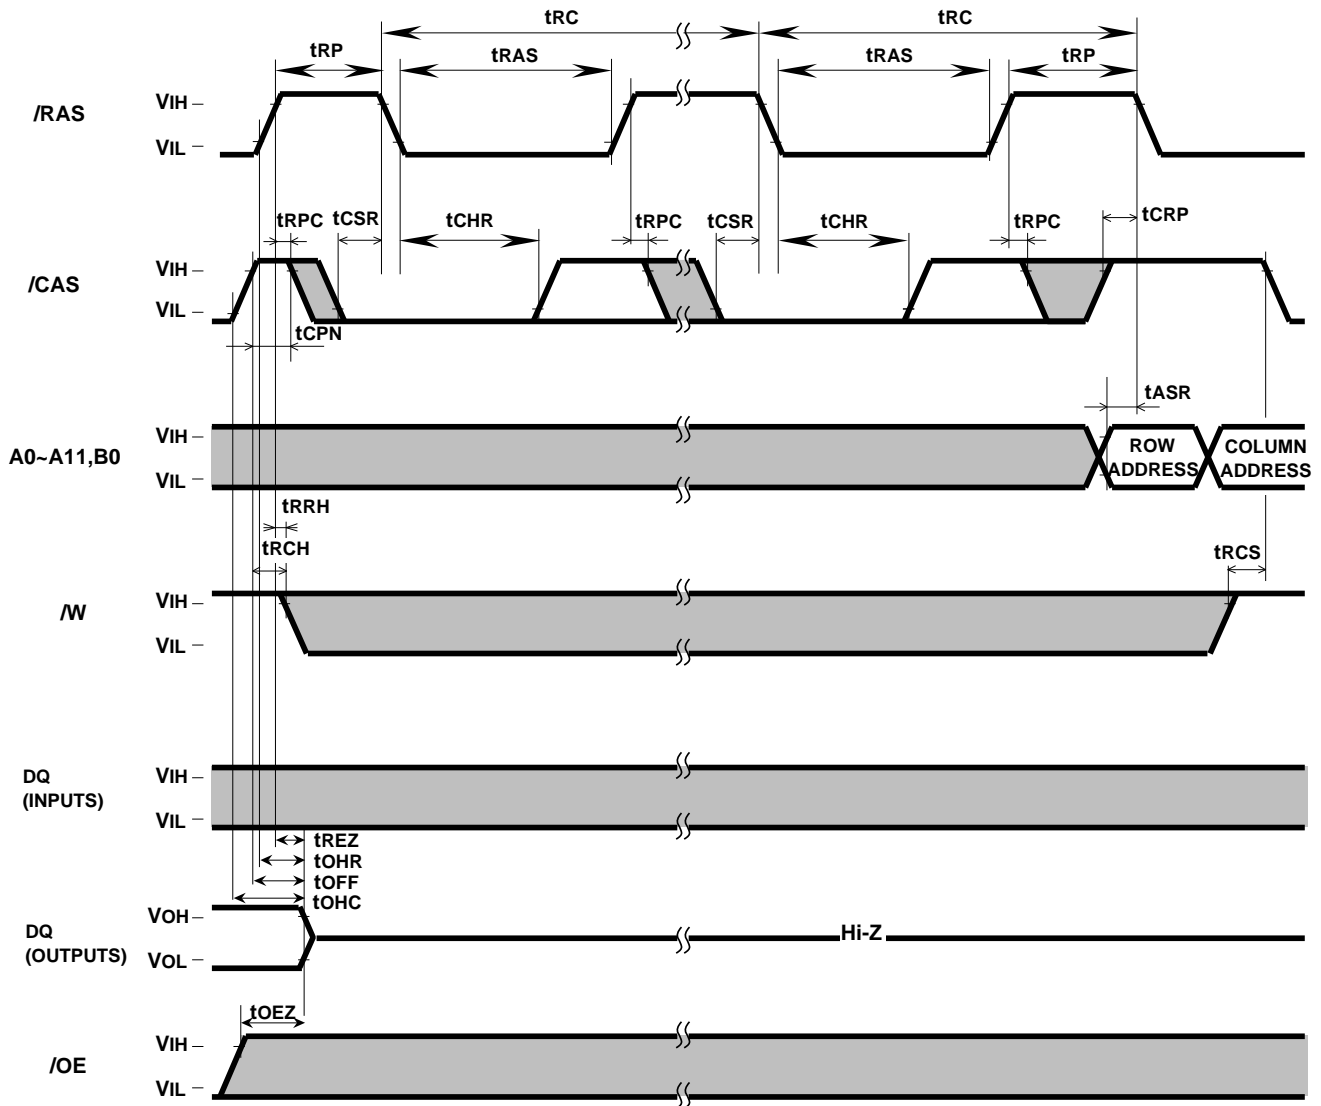 tRC tRC
tRP tRAS tRAS tRP
/RAS
VIH
VIL
tRPC tCSR tCHR tRPC tCSR tCHR tRPC tCRP
/CAS
VIH
VIL
tCPN
tASR
A0~A11,B0
VIH
VIL
ROW
ADDRESS
COLUMN
ADDRESS
tRRH
tRCH
tRCS
/W
VIH
VIL
DQ
(INPUTS)
VIH
VIL
tREZ
tOHR
tOFF
tOHC
DQ
(OUTPUTS)
VOH
VOL
Hi-Z
tOEZ
/OE
VIH
VIL